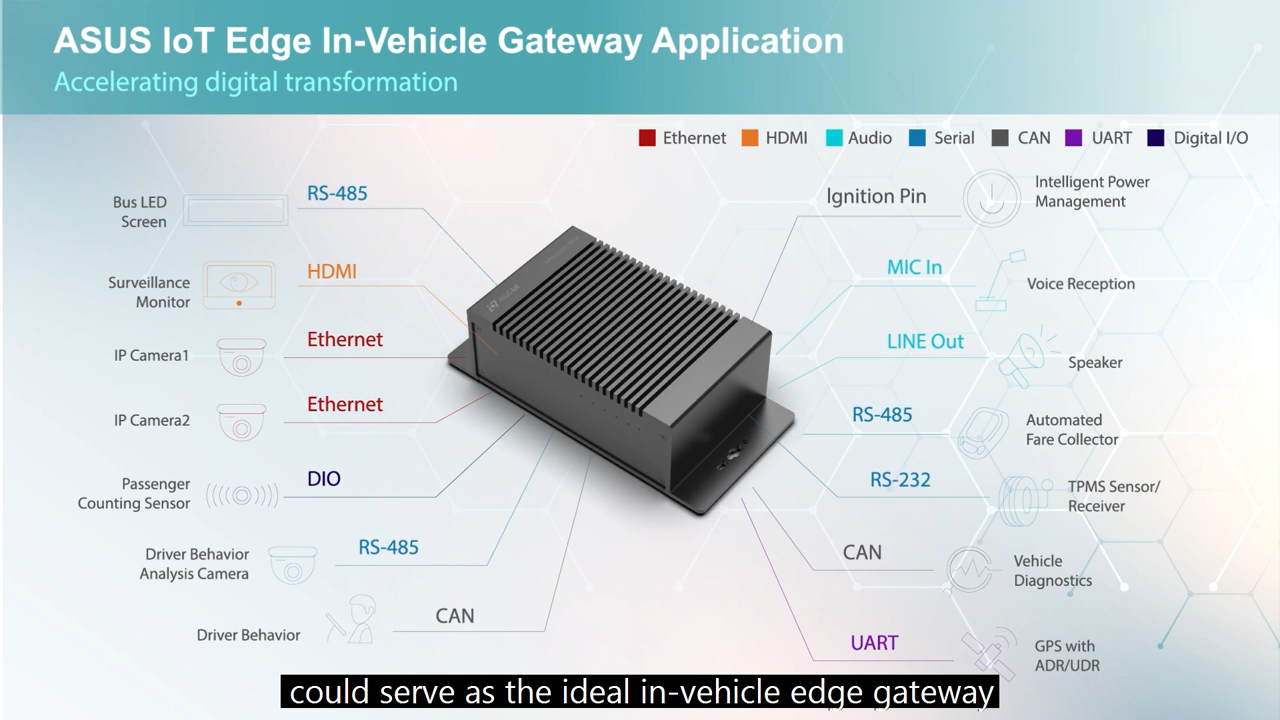 ASUS IoT Edge In-Vehicle Gateway Application
Accelerating digital transformation
Ethernet HDMI Audio Serial CAN UART Digital I/O
Bus LED
Screen
RS-485
Surveillance
Monitor
HDMI
IP Camera1
Ethernet
IP Camera2
Ethernet
Passenger
Counting Sensor
DIO
Driver Behavior
Analysis Camera
RS-485
Driver Behavior
CAN
Ignition Pin
Intelligent Power
Management
MIC In
Voice Reception
LINE Out
Speaker
RS-485
Automated
Fare Collector
RS-232
TPMS Sensor/
Receiver
CAN
Vehicle
Diagnostics
UART
GPS with
ADR/UDR
could serve as the ideal in-vehicle edge gateway